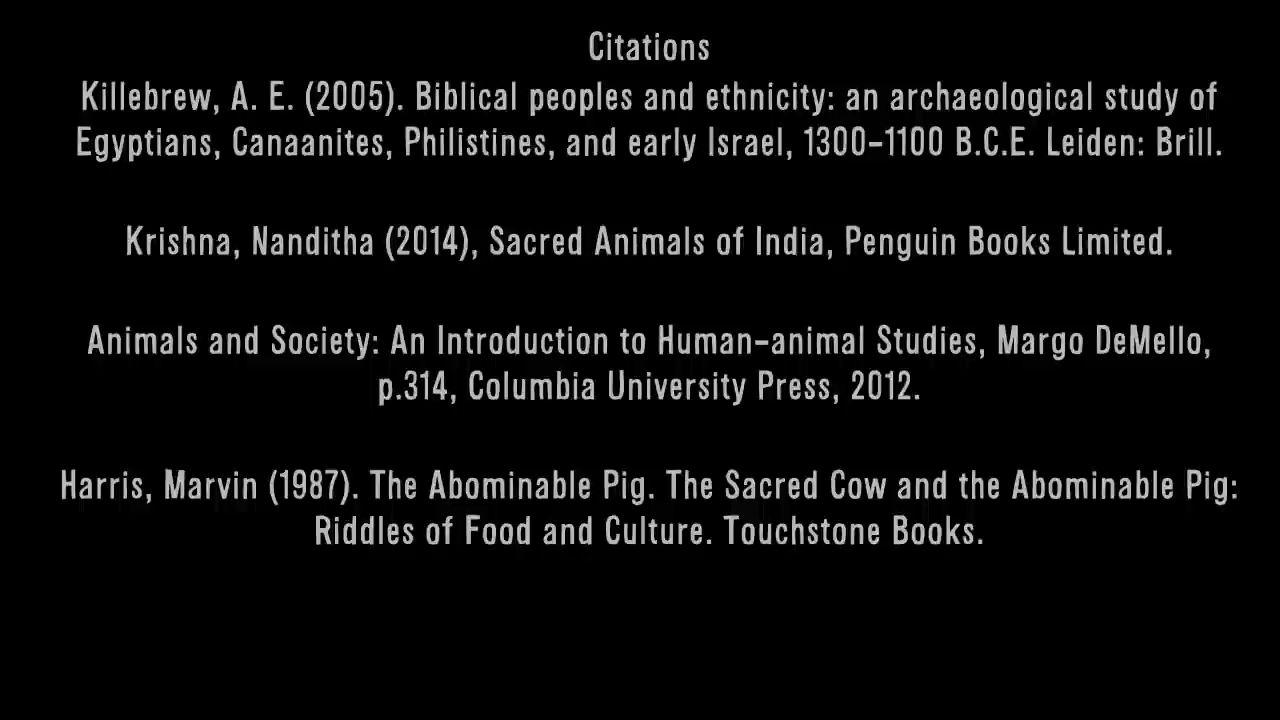 Citations
Killebrew, A. E. (2005). Biblical peoples and ethnicity: an archaeological study of
Egyptians, Canaanites, Philistines, and early Israel, 1300-1100 B.C.E. Leiden: Brill.
Krishna, Nanditha (2014), Sacred Animals of India, Penguin Books Limited.
Animals and Society: An Introduction to Human-animal Studies, Margo DeMello,
p.314, Columbia University Press, 2012.
Harris, Marvin (1987). The Abominable Pig. The Sacred Cow and the Abominable Pig:
Riddles of Food and Culture. Touchstone Books.